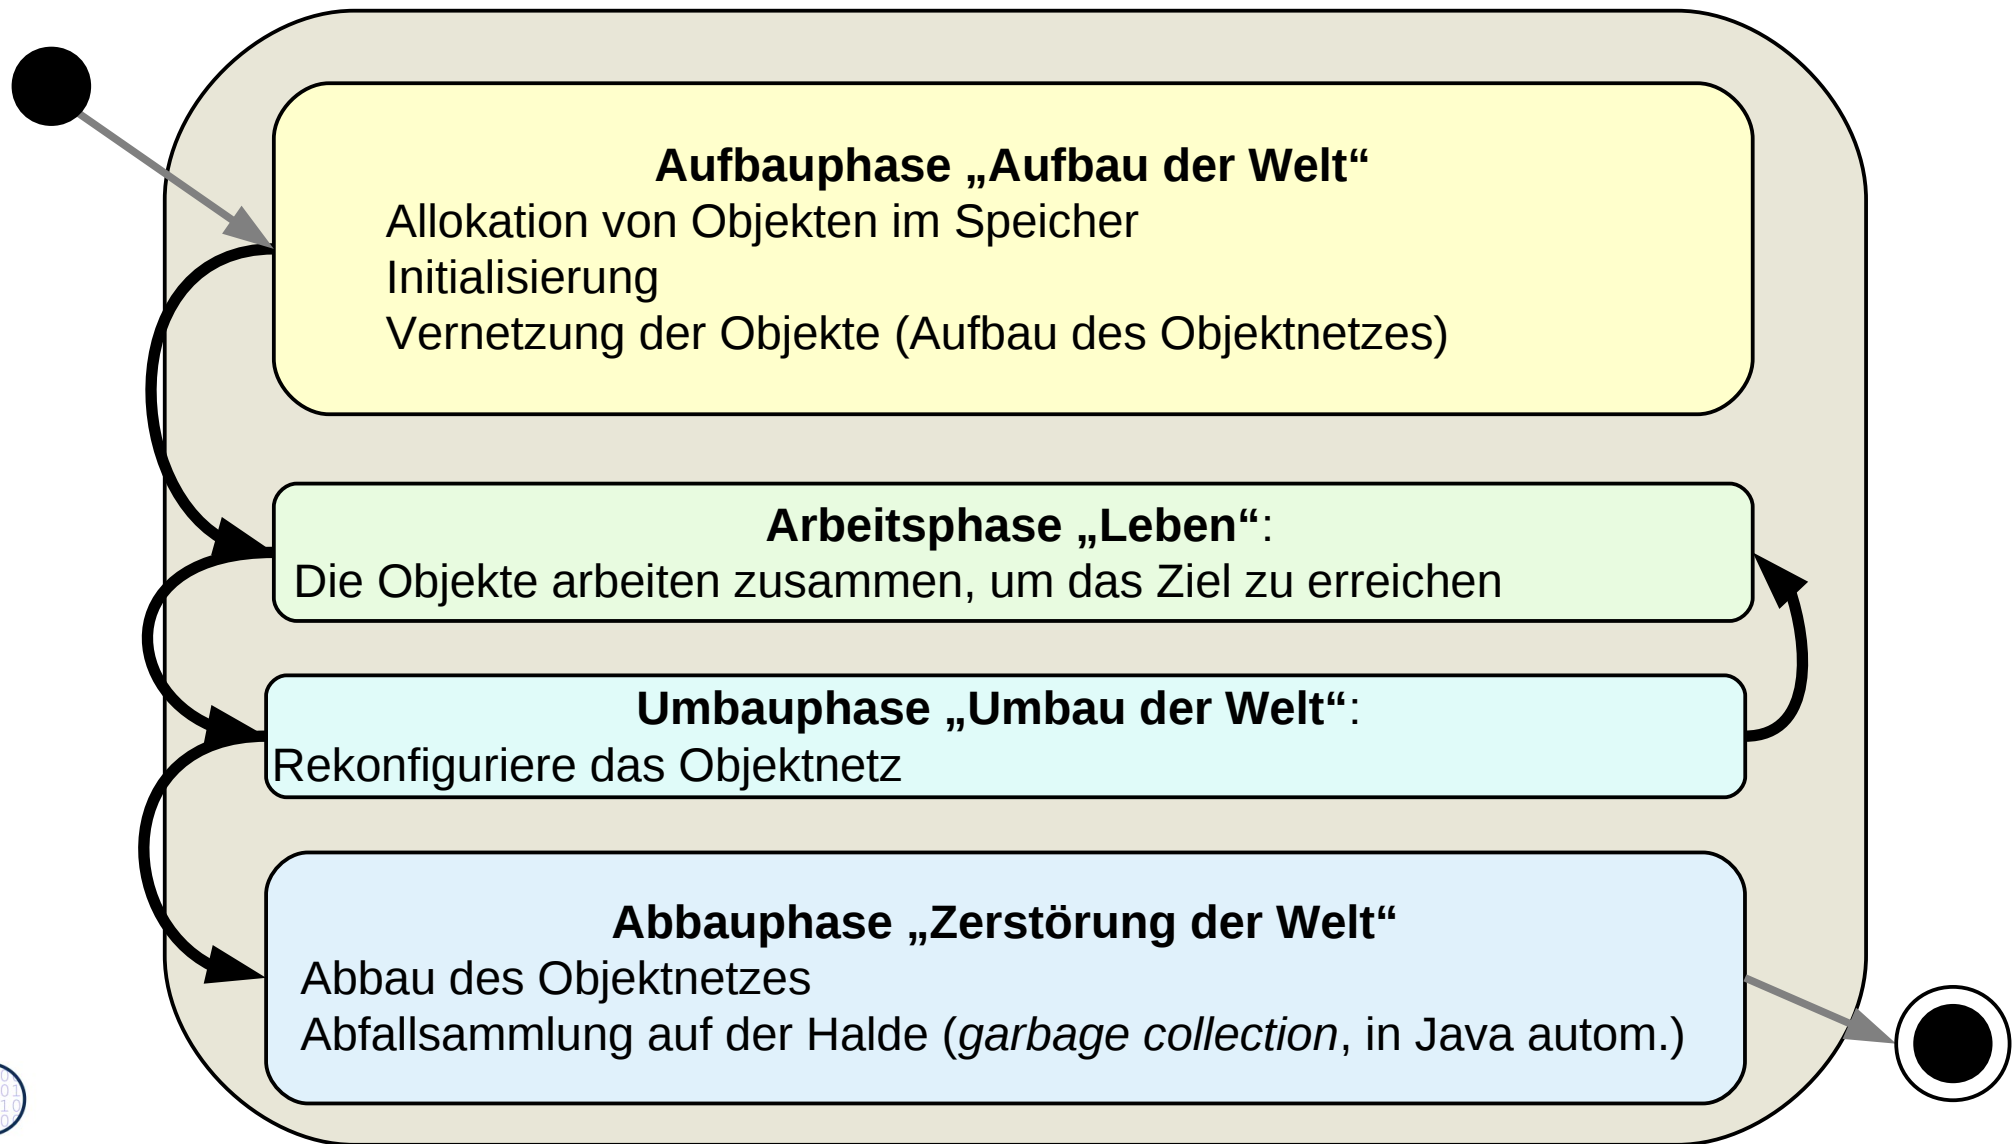 Aufbauphase „Aufbau der Welt“
Allokation von Objekten im Speicher
Initialisierung
Vernetzung der Objekte (Aufbau des Objektnetzes)
Arbeitsphase „Leben“:
Die Objekte arbeiten zusammen, um das Ziel zu erreichen
Umbauphase „Umbau der Welt“:
Rekonfiguriere das Objektnetz
Abbauphase „Zerstörung der Welt“
Abbau des Objektnetzes
Abfallsammlung auf der Halde (garbage collection, in Java autom.)